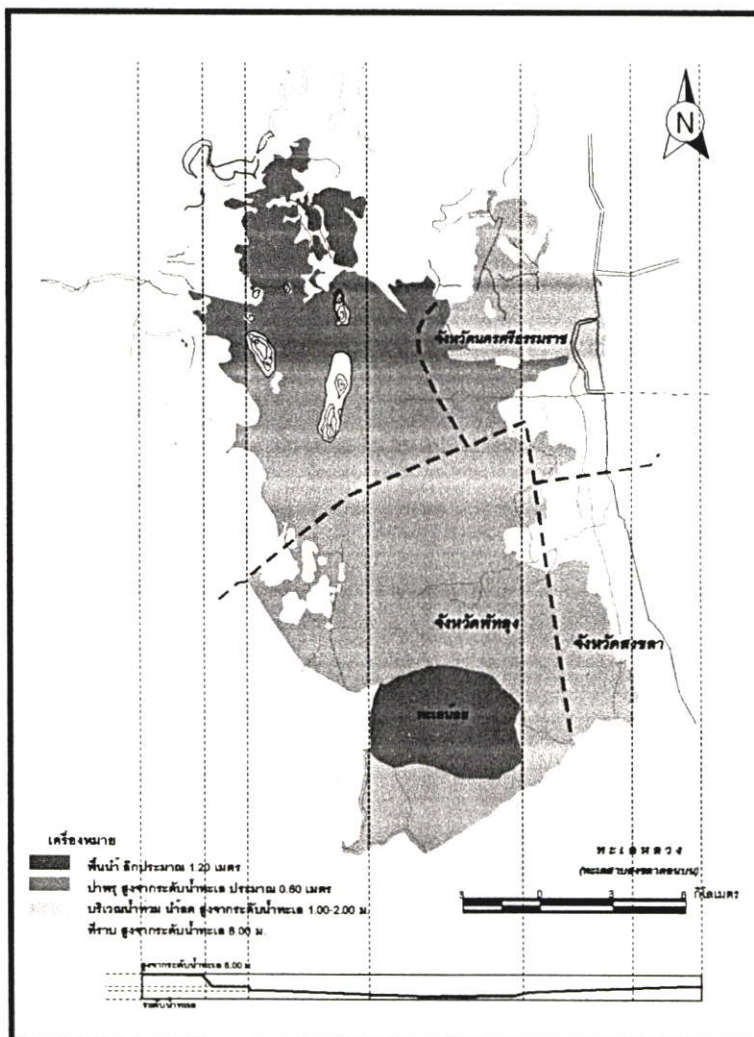 N
จังหวัดนครศรีธรรมราช
จังหวัดพัทลุง
จังหวัดสงขลา
ทะเลน้อย
ทะเลหลวง
(ทะเลสาบสงขลาตอนบน)
3 0 3 6 กิโลเมตร
เครื่องหมาย
พื้นน้ำ ลึกประมาณ 1.20 เมตร
ป่าพรุ สูงจากระดับน้ำทะเล ประมาณ 0.60 เมตร
บริเวณน้ำท่วม น้ำลด สูงจากระดับน้ำทะเล 1.00-2.00 ม.
ที่ราบ สูงจากระดับน้ำทะเล 6.00 ม.
สูงจากระดับน้ำทะเล 6.00 ม
ระดับน้ำทะเล